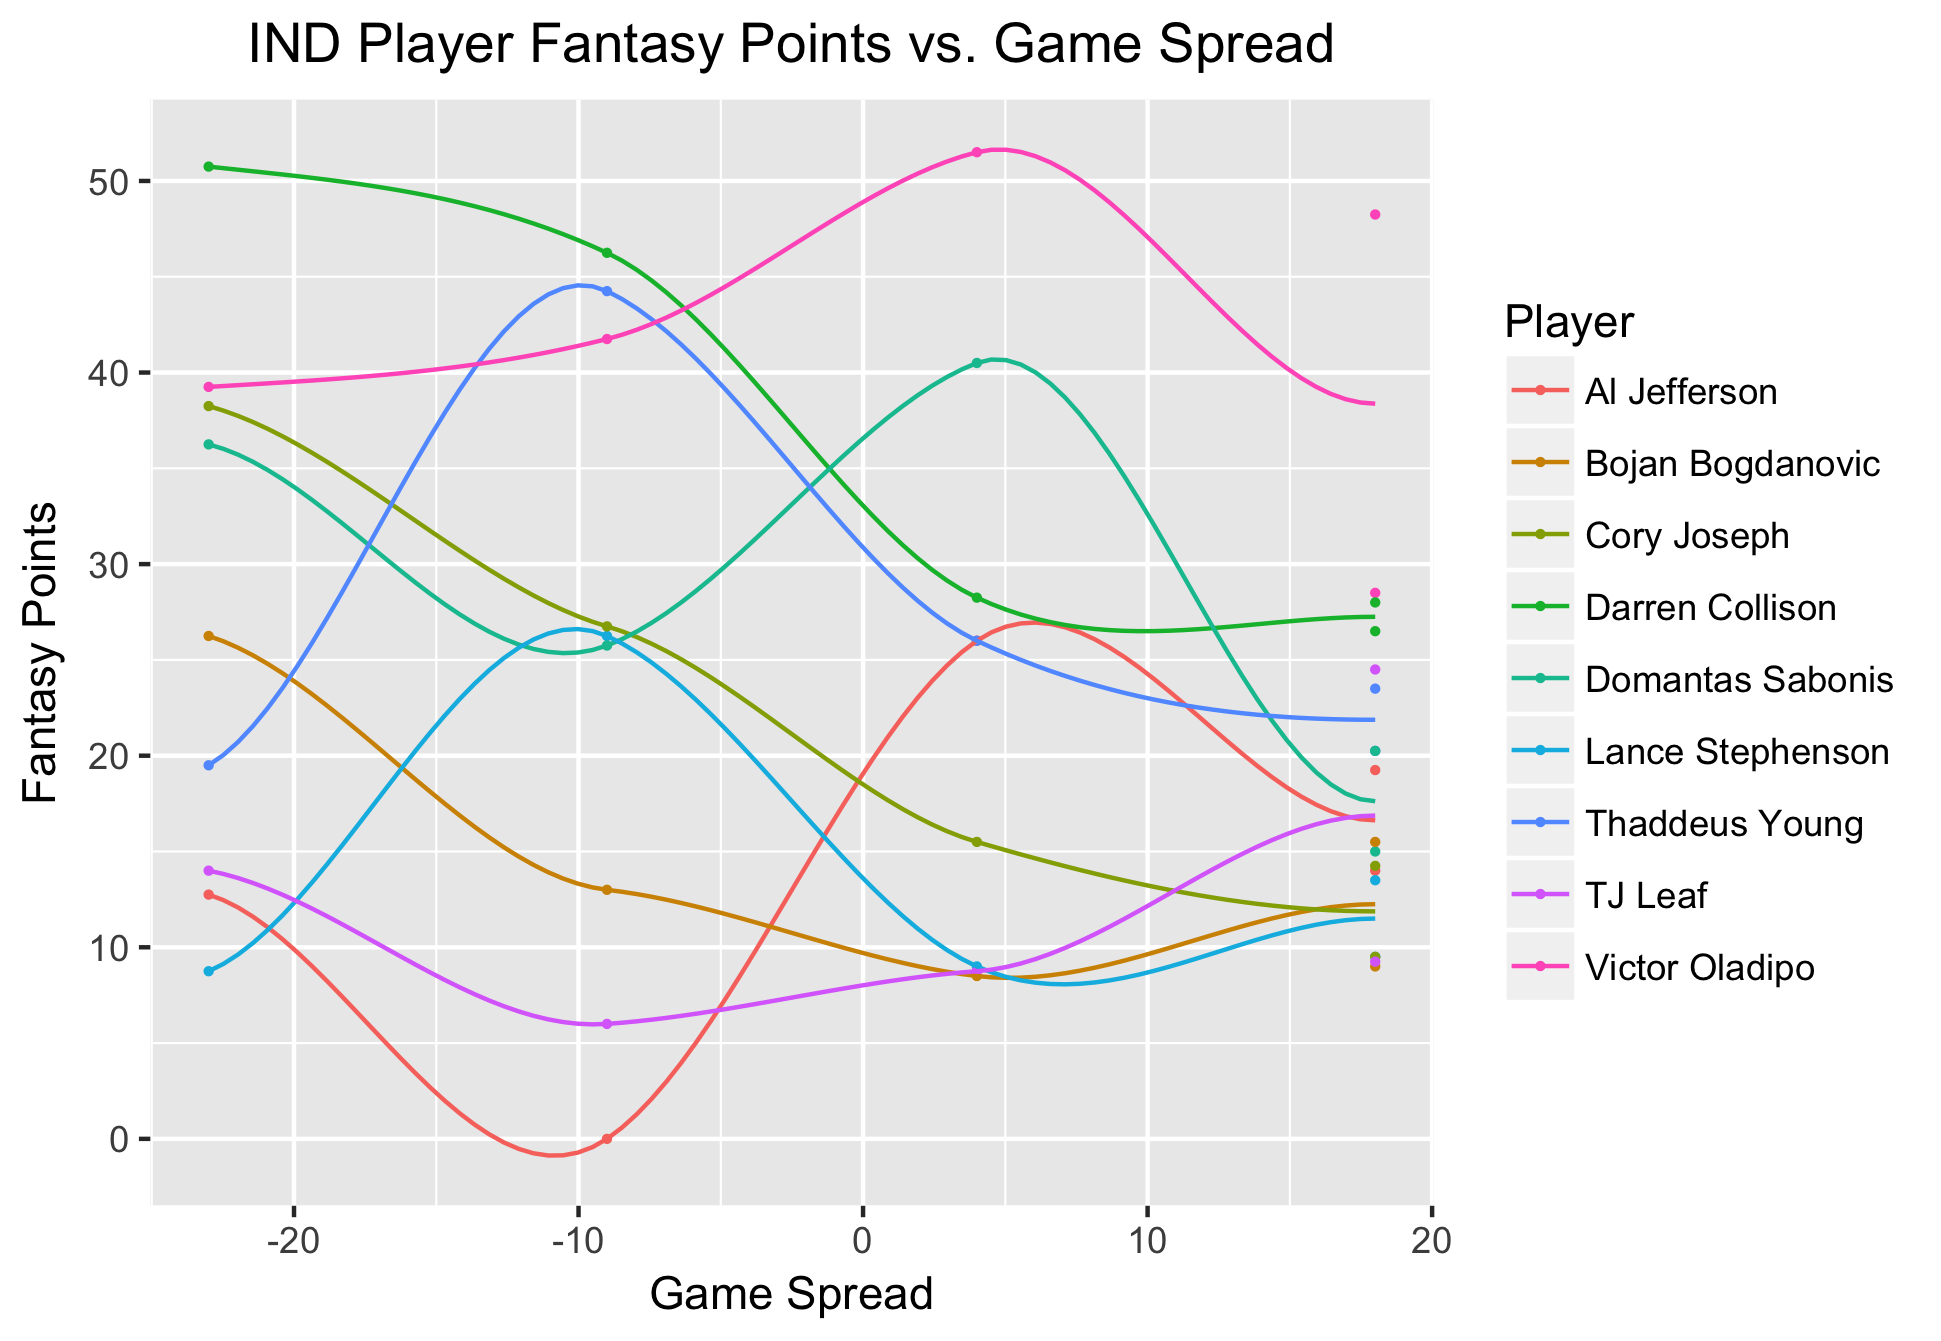 IND Player Fantasy Points vs. Game Spread
Fantasy Points
50
40
30
20
10
0
-20
-10
0
10
20
Game Spread
Player
Al Jefferson
Bojan Bogdanovic
Cory Joseph
Darren Collison
Domantas Sabonis
Lance Stephenson
Thaddeus Young
TJ Leaf
Victor Oladipo